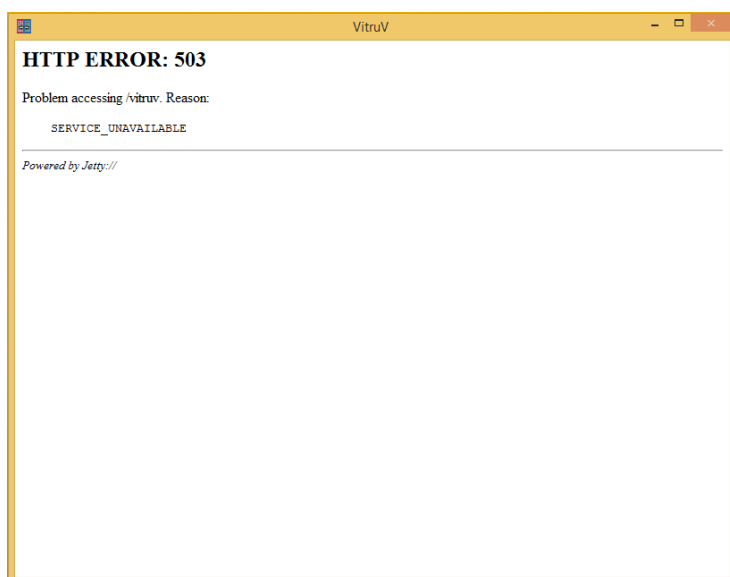 VitruV
HTTP ERROR: 503
Problem accessing /vitruv. Reason:
SERVICE_UNAVAILABLE
Powered by Jetty://